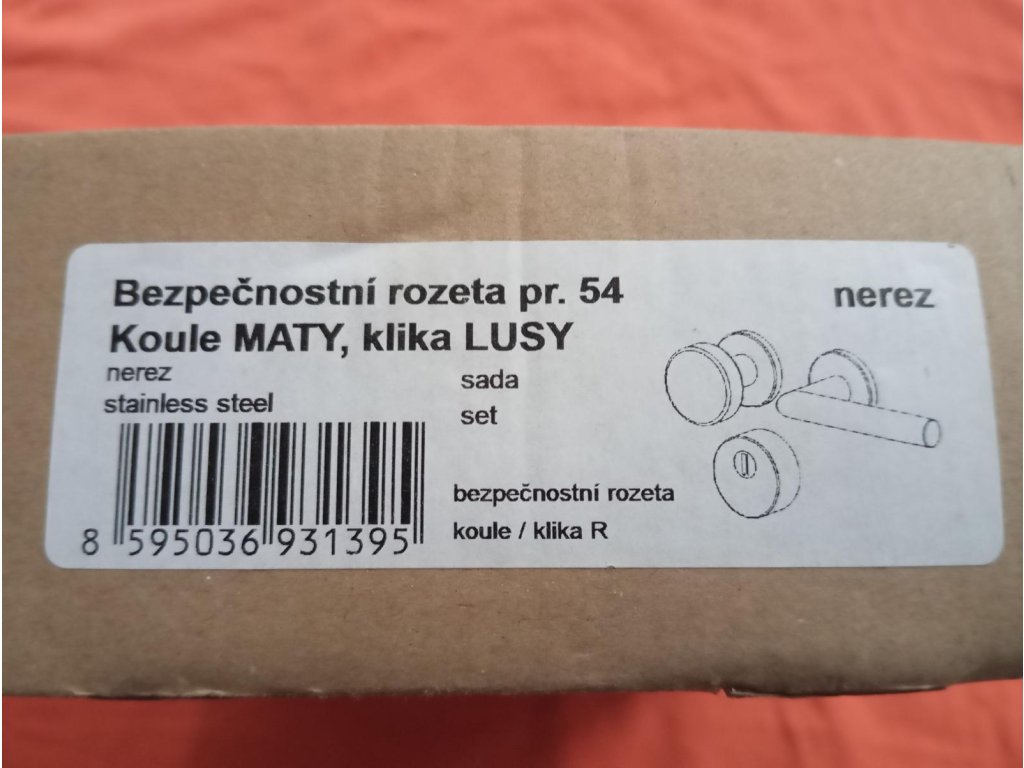 Bezpečnostní rozeta pr. 54
Koule MATY, klika LUSY
nerez
nerez
stainless steel
sada
set
bezpečnostní rozeta
koule / klika R
8 595036 931395